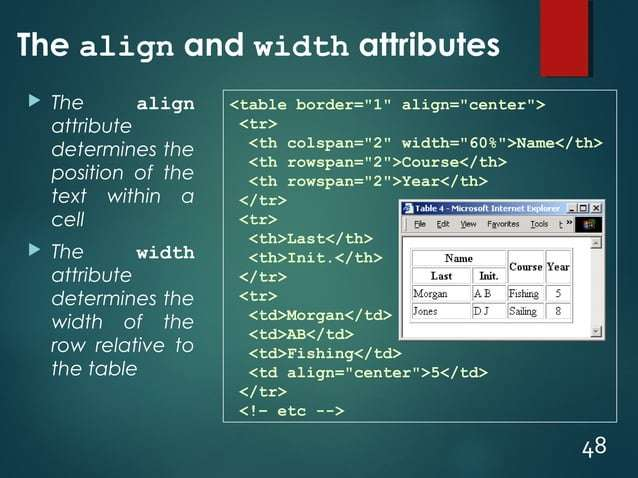 The align and width attributes
The align
attribute
determines the
position of the
text within a
cell
The width
attribute
determines the
width of the
row relative to
the table
<table border="1" align="center">
<tr>
<th colspan="2" width="60%">Name</th>
<th rowspan="2">Course</th>
<th rowspan="2">Year</th>
</tr>
<tr>
<th>Last</th>
<th>Init.</th>
</tr>
<tr>
<td>Morgan</td>
<td>AB</td>
<td>Fishing</td>
<td align="center">5</td>
</tr>
<!– etc -->
Table 4 - Microsoft Internet Explorer
File Edit View Favorites Tools »
Name Course Year
Last Init.
Morgan A B Fishing 5
Jones D J Sailing 8
48